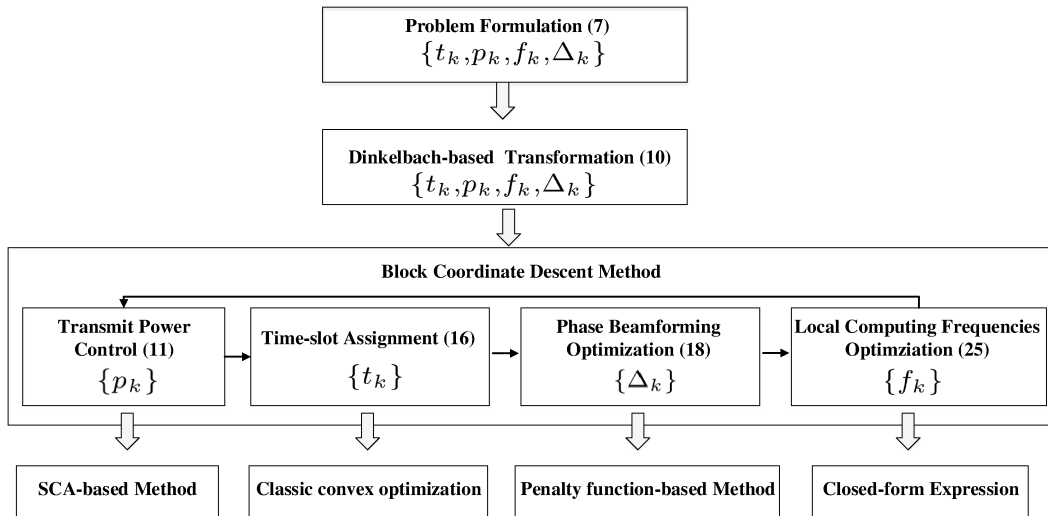 Problem Formulation (7)
{t_k, p_k, f_k, Δ_k}
Dinkelbach-based Transformation (10)
{t_k, p_k, f_k, Δ_k}
Block Coordinate Descent Method
Transmit Power
Control (11)
{p_k}
Time-slot Assignment (16)
{t_k}
Phase Beamforming
Optimization (18)
{Δ_k}
Local Computing Frequencies
Optimziation (25)
{f_k}
SCA-based Method
Classic convex optimization
Penalty function-based Method
Closed-form Expression